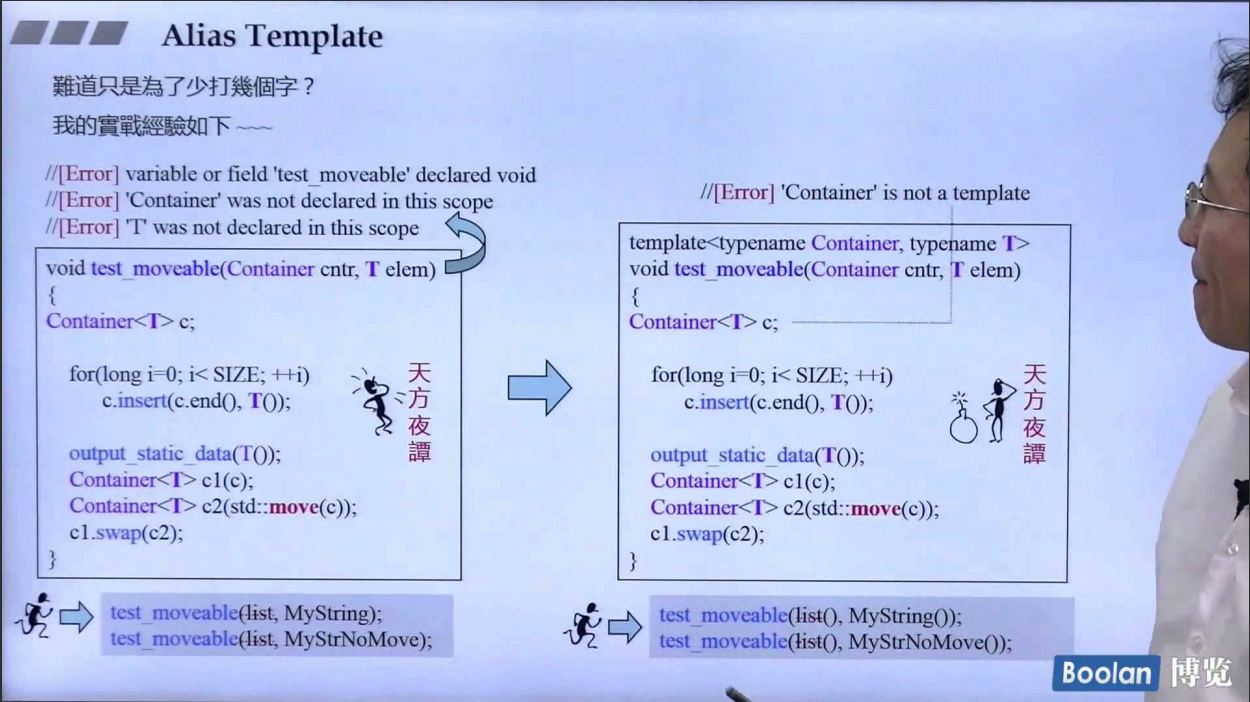 Alias Template
難道只是為了少打幾個字？
我的實戰經驗如下 ~~~
//[Error] variable or field 'test_moveable' declared void
//[Error] 'Container' was not declared in this scope
//[Error] 'T' was not declared in this scope
void test_moveable(Container cntr, T elem)
{
Container<T> c;
for(long i=0; i< SIZE; ++i)
c.insert(c.end(), T());
output_static_data(T());
Container<T> c1(c);
Container<T> c2(std::move(c));
c1.swap(c2);
}
天方夜譚
test_moveable(list, MyString);
test_moveable(list, MyStrNoMove);
//[Error] 'Container' is not a template
template<typename Container, typename T>
void test_moveable(Container cntr, T elem)
{
Container<T> c;
for(long i=0; i< SIZE; ++i)
c.insert(c.end(), T());
output_static_data(T());
Container<T> c1(c);
Container<T> c2(std::move(c));
c1.swap(c2);
}
天方夜譚
test_moveable(list(), MyString());
test_moveable(list(), MyStrNoMove());
Boolan 博览